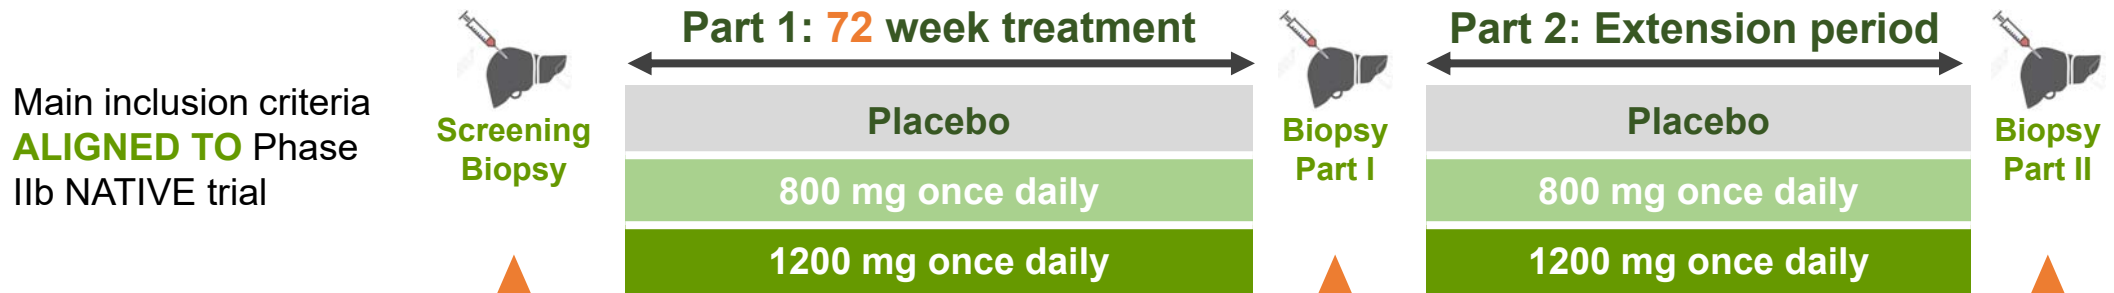 Main inclusion criteria
ALIGNED TO Phase
IIb NATIVE trial
Screening
Biopsy
Part 1: 72 week treatment
Placebo
800 mg once daily
1200 mg once daily
Biopsy
Part I
Part 2: Extension period
Placebo
800 mg once daily
1200 mg once daily
Biopsy
Part II